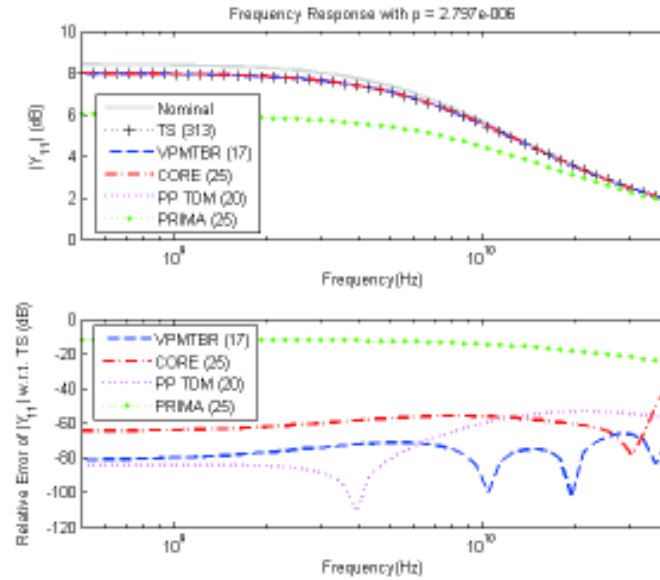 Frequency Response with p = 2.797e-006
10
8
6
4
2
0
|Y11| (dB)
Nominal
TS (313)
VPMTBR (17)
CORE (25)
PP TDM (20)
PRIMA (25)
10^9
10^10
Frequency(Hz)
0
-20
-40
-60
-80
-100
-120
Relative Error of |Y11| w.r.t. TS (dB)
VPMTBR (17)
CORE (25)
PP TDM (20)
PRIMA (25)
10^9
10^10
Frequency(Hz)